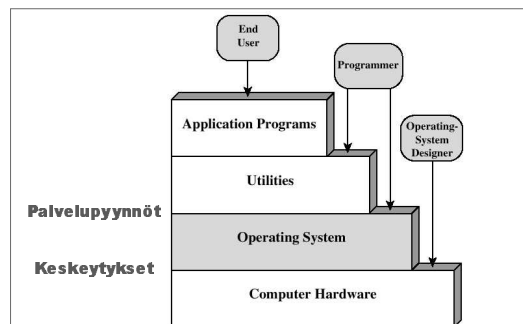 End
User
Programmer
Operating-
System
Designer
Application Programs
Utilities
Palvelupyynnöt
Operating System
Keskeytykset
Computer Hardware